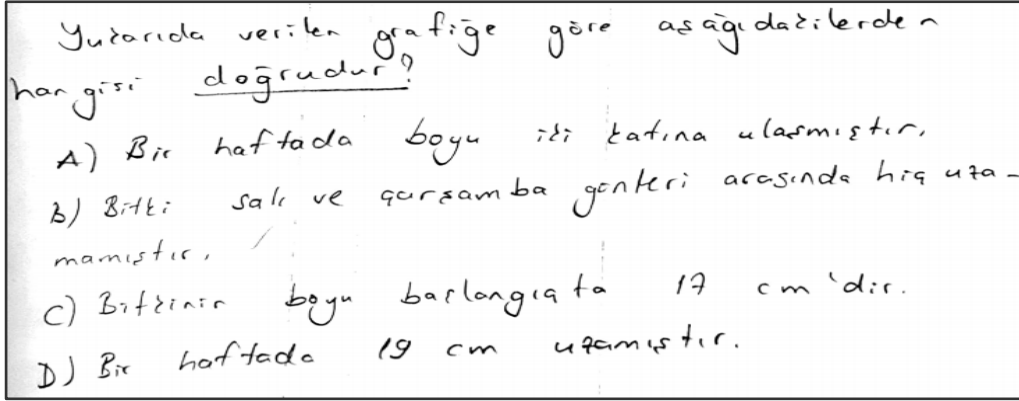 Yukarıda verilen grafiğe göre aşağıdakilerden
hangisi doğrudur?
A) Bir haftada boyu iki katına ulaşmıştır.
B) Bitki salı ve çarşamba günleri arasında hiç uza-
mamıştır.
C) Bitkinin boyu başlangıçta 17 cm'dir.
D) Bir haftada 19 cm uzamıştır.